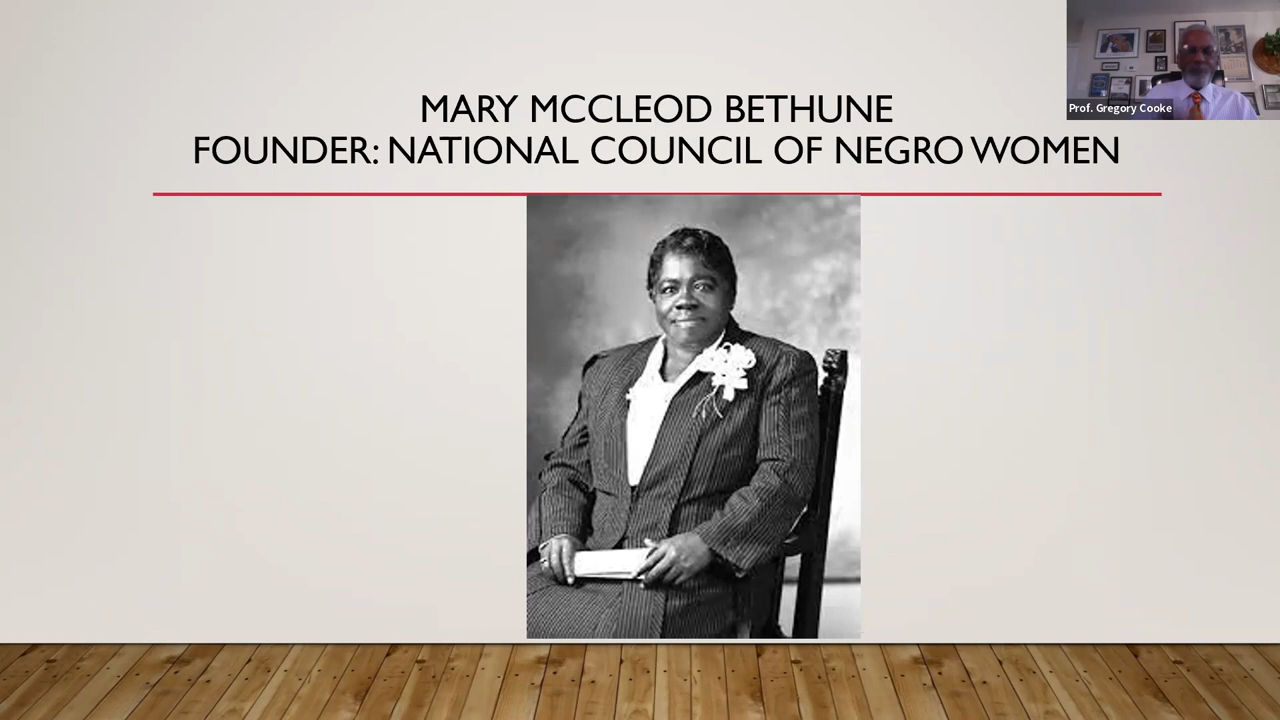 MARY MCCLEOD BETHUNE
FOUNDER: NATIONAL COUNCIL OF NEGRO WOMEN
Prof. Gregory Cooke